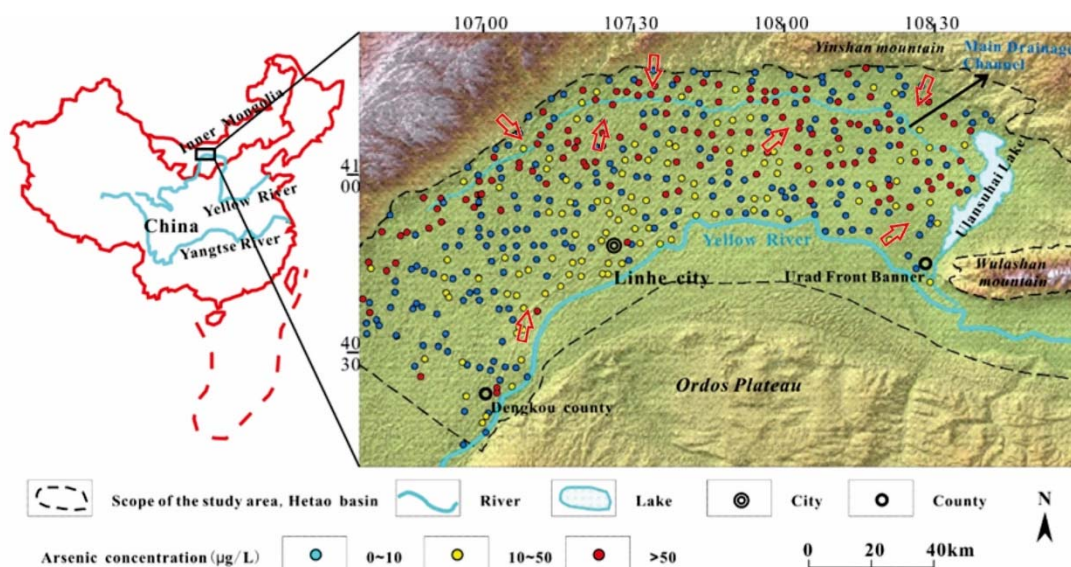 107:00 107:30 108:00 108:30
Yinshan mountain
Main Drainage
Channel
Inner Mongolia
41
00
Yellow River
China
Yangtse River
Ulansuhai Lake
Yellow River
Linhe city
Urad Front Banner
Wulashan
mountain
40
30
Ordos Plateau
Dengkou county
Scope of the study area, Hetao basin
River
Lake
City
County
N
Arsenic concentration(μg/L)
0~10
10~50
>50
0 20 40km